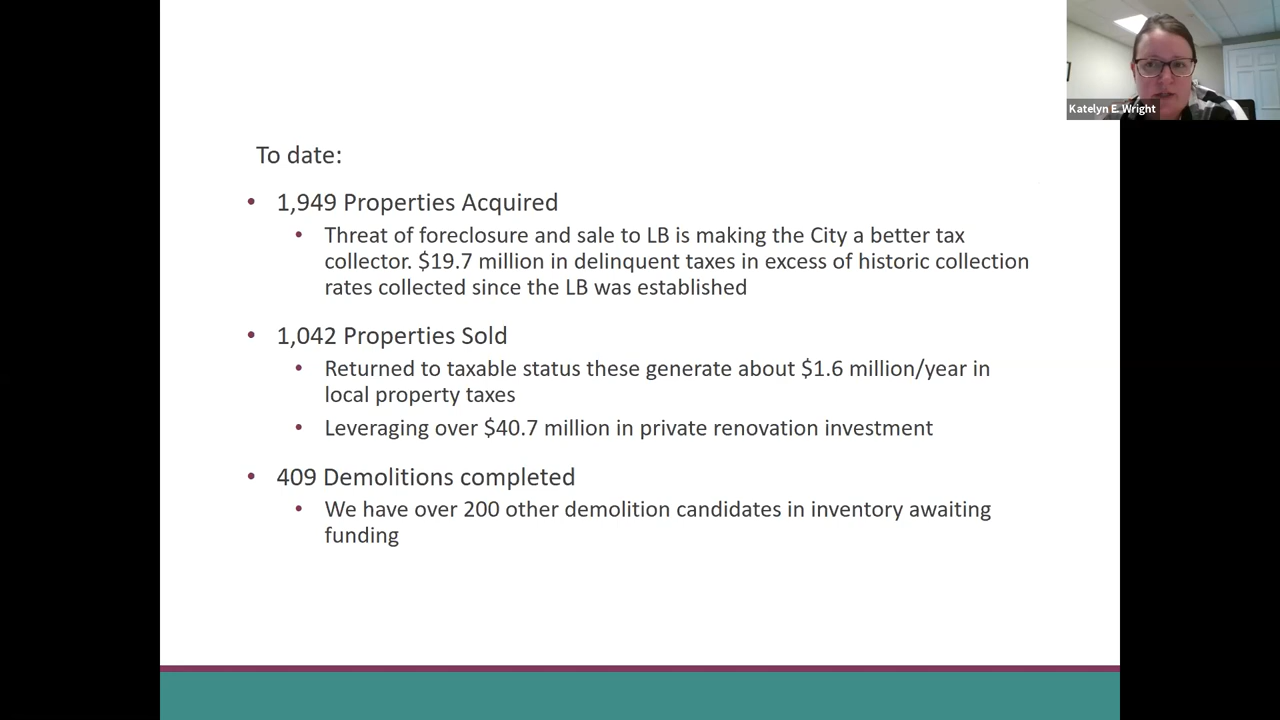 Katelyn E. Wright
To date:
• 1,949 Properties Acquired
• Threat of foreclosure and sale to LB is making the City a better tax
collector. $19.7 million in delinquent taxes in excess of historic collection
rates collected since the LB was established
• 1,042 Properties Sold
• Returned to taxable status these generate about $1.6 million/year in
local property taxes
• Leveraging over $40.7 million in private renovation investment
• 409 Demolitions completed
• We have over 200 other demolition candidates in inventory awaiting
funding